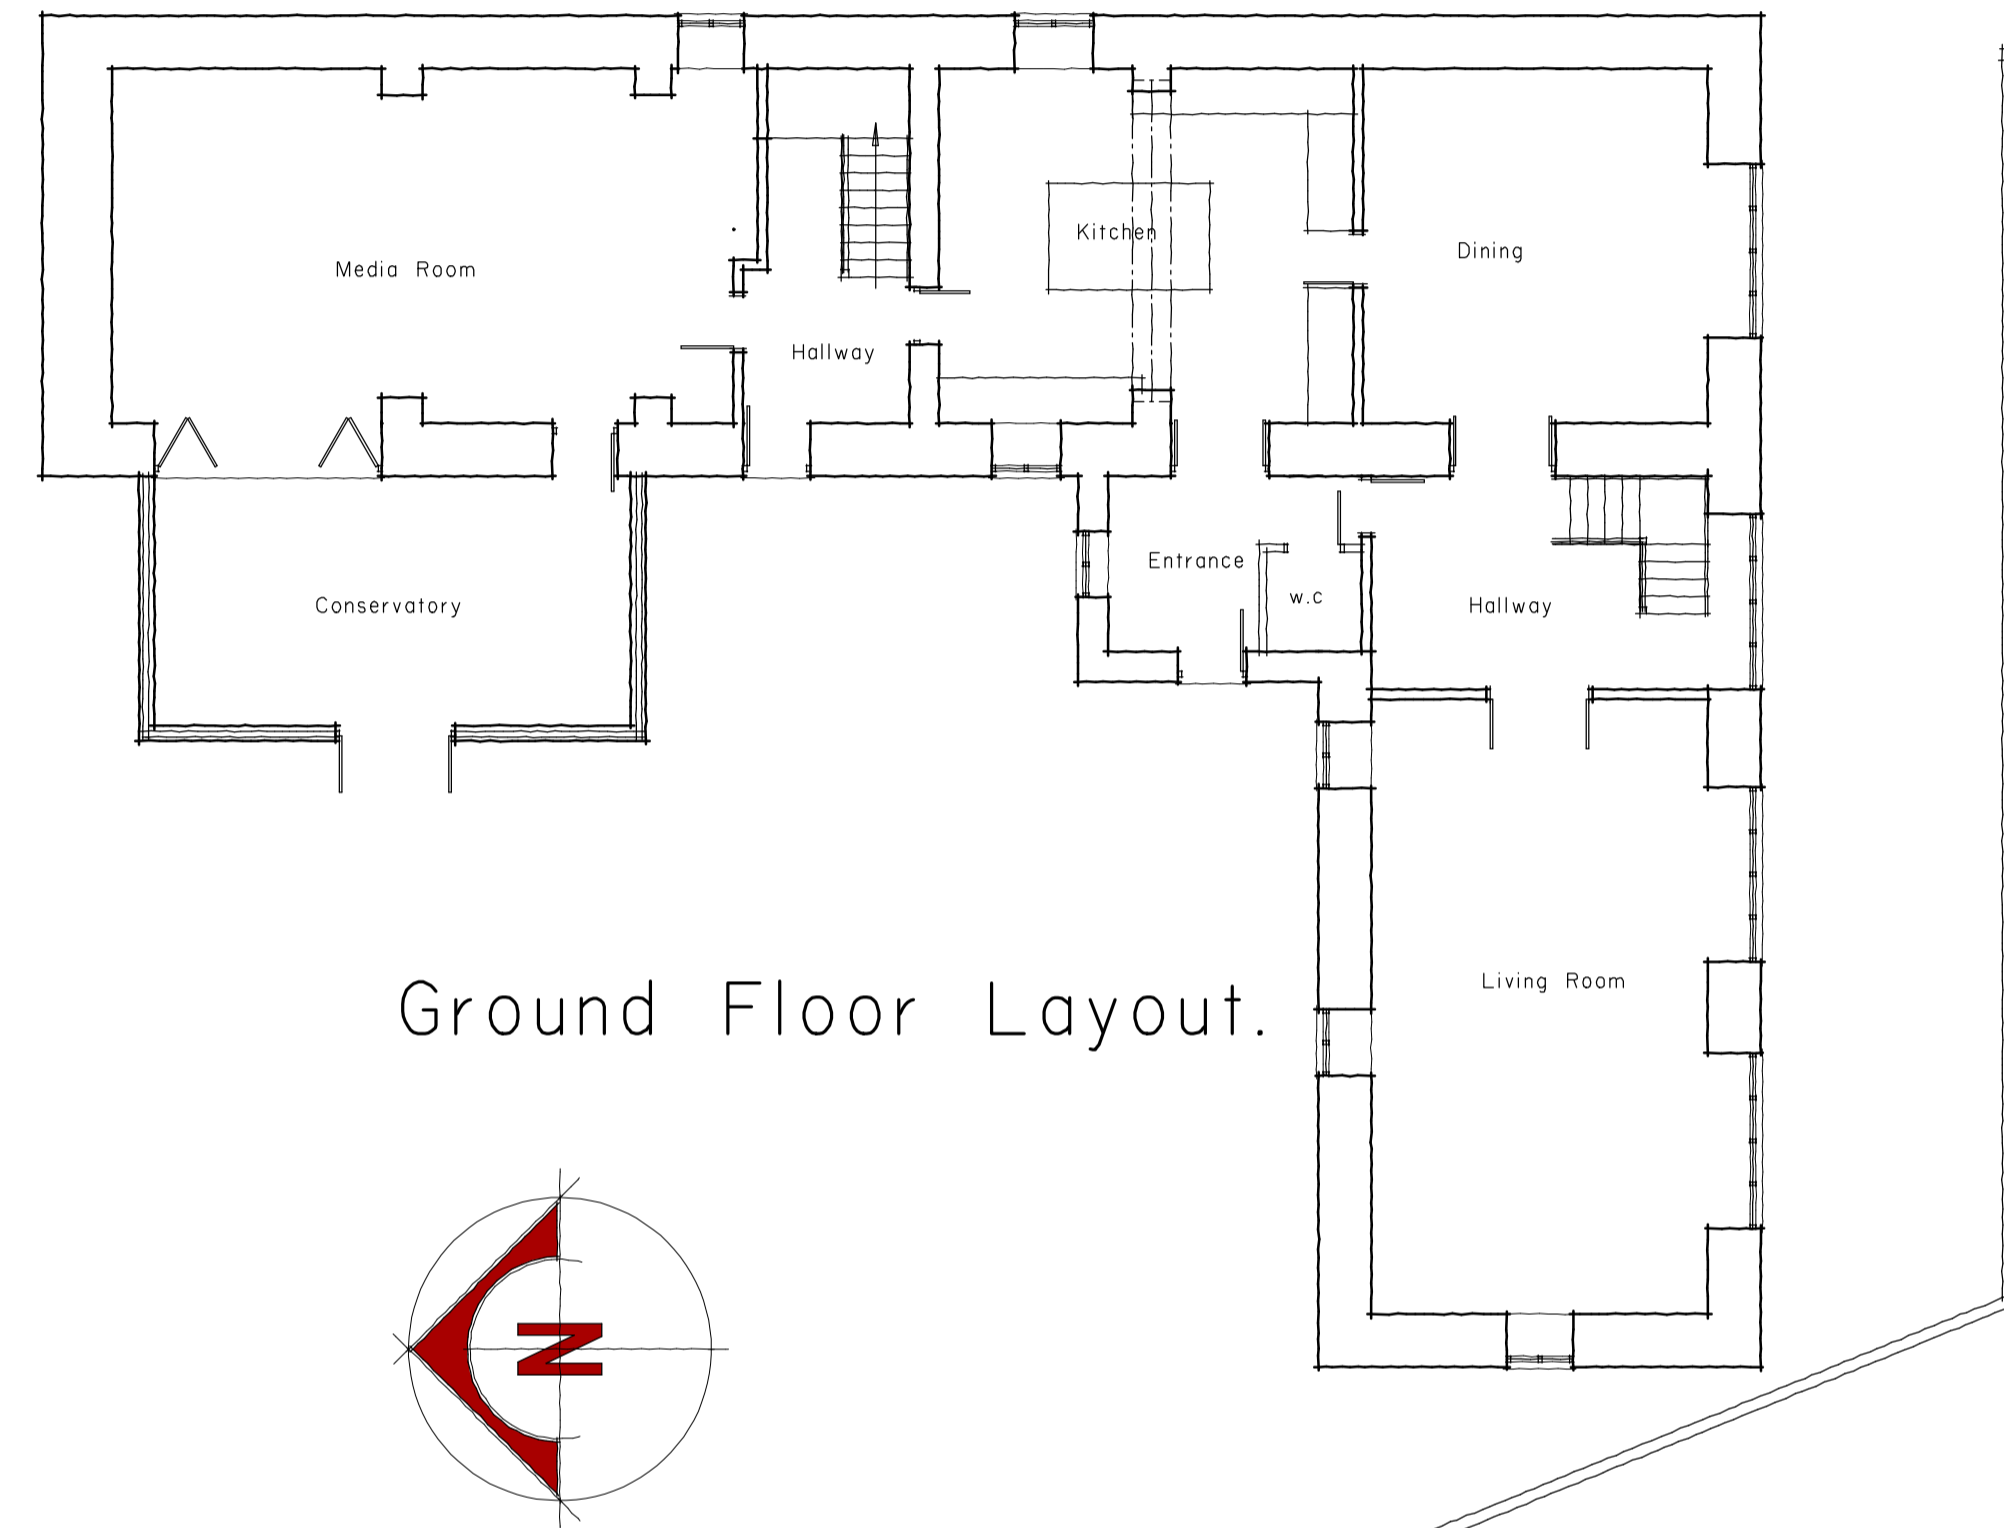 Kitchen
Dining
Media Room
Hallway
Entrance
w.c
Conservatory
Hallway
Living Room
Ground Floor Layout.
N